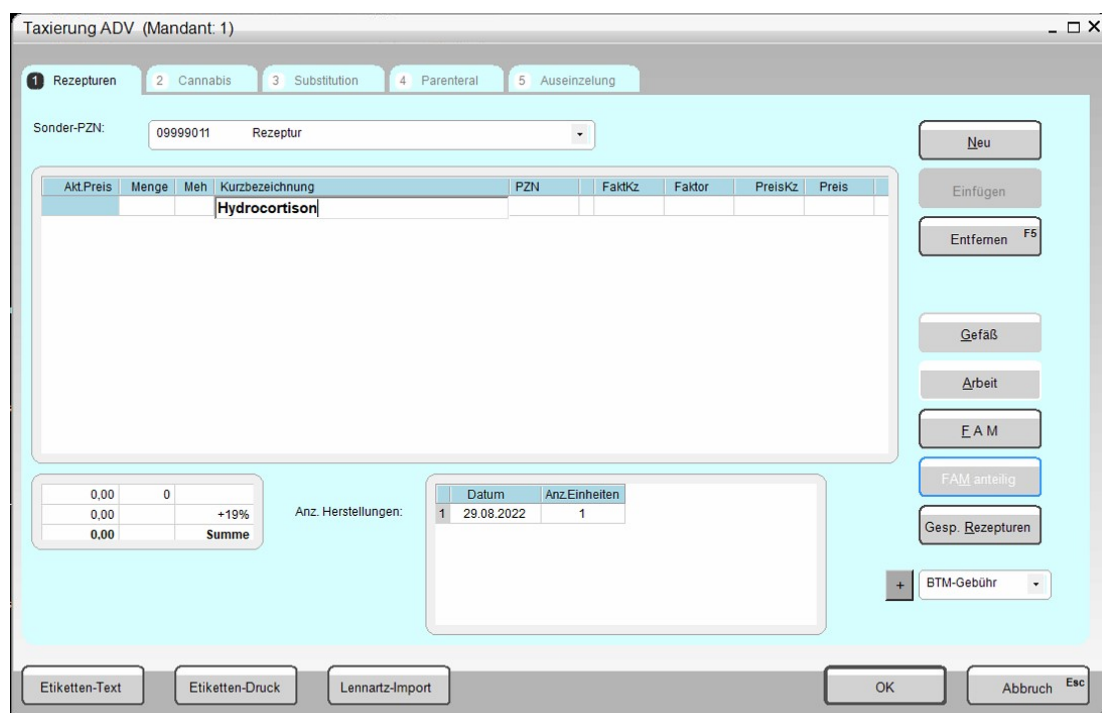 Taxierung ADV (Mandant: 1)
1 Rezepturen 2 Cannabis 3 Substitution 4 Parenteral 5 Auseinzelung
Sonder-PZN: 09999011 Rezeptur
Neu
Akt.Preis Menge Meh Kurzbezeichnung PZN FaktKz Faktor PreisKz Preis
Hydrocortison
Einfügen
Entfernen F5
Gefäß
Arbeit
F A M
FAM anteilig
0,00 0
0,00 +19%
0,00 Summe
Anz. Herstellungen:
Datum Anz.Einheiten
1 29.08.2022 1
Gesp. Rezepturen
+ BTM-Gebühr
Etiketten-Text Etiketten-Druck Lennartz-Import OK Abbruch Esc